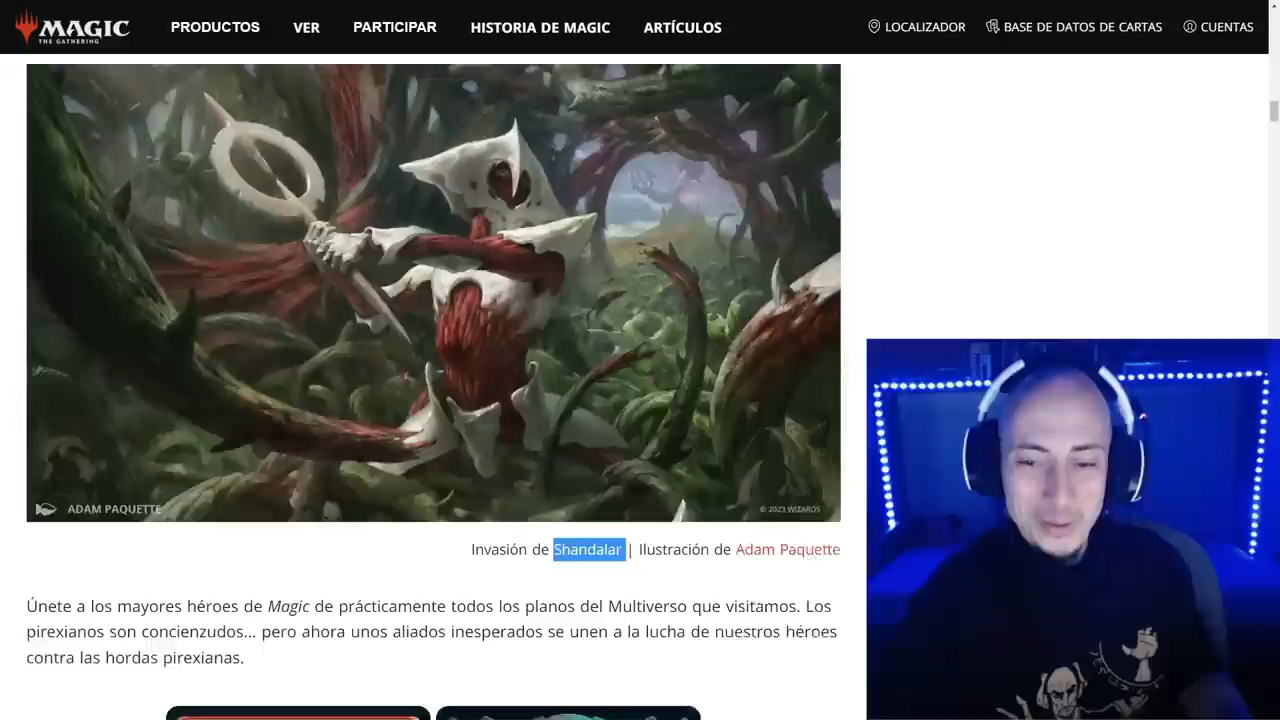 MAGIC
THE GATHERING
PRODUCTOS
VER
PARTICIPAR
HISTORIA DE MAGIC
ARTÍCULOS
LOCALIZADOR
BASE DE DATOS DE CARTAS
CUENTAS
ADAM PAQUETTE
© 2023 WIZARDS
Invasión de Shandalar | Ilustración de Adam Paquette
Únete a los mayores héroes de Magic de prácticamente todos los planos del Multiverso que visitamos. Los
pirexianos son concienzudos... pero ahora unos aliados inesperados se unen a la lucha de nuestros héroes
contra las hordas pirexianas.